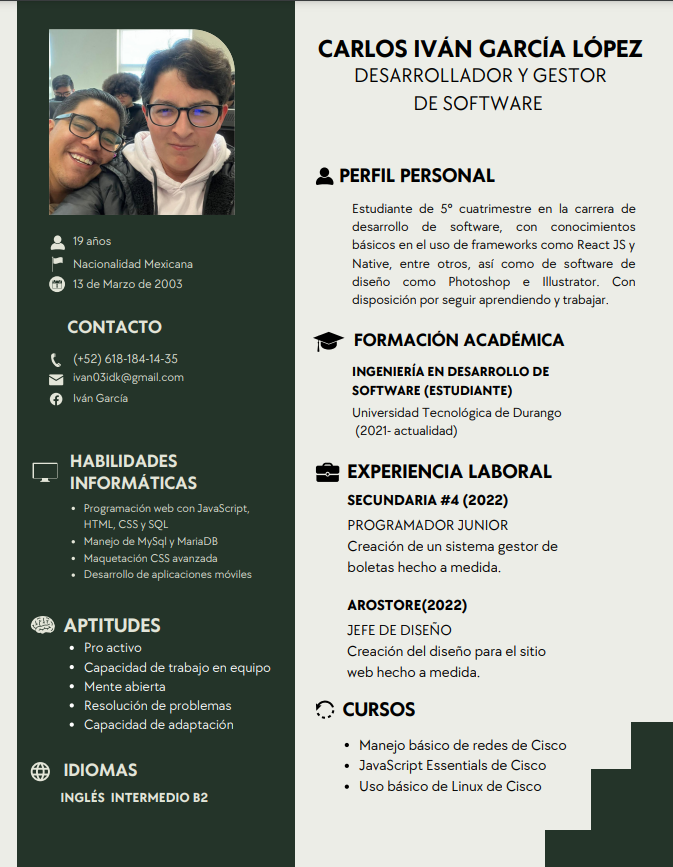 19 años
Nacionalidad Mexicana
13 de Marzo de 2003
CONTACTO
(+52) 618-184-14-35
ivan03idk@gmail.com
Iván García
HABILIDADES
INFORMÁTICAS
• Programación web con JavaScript,
HTML, CSS y SQL
• Manejo de MySql y MariaDB
• Maquetación CSS avanzada
• Desarrollo de aplicaciones móviles
APTITUDES
• Pro activo
• Capacidad de trabajo en equipo
• Mente abierta
• Resolución de problemas
• Capacidad de adaptación
IDIOMAS
INGLÉS INTERMEDIO B2
CARLOS IVÁN GARCÍA LÓPEZ
DESARROLLADOR Y GESTOR
DE SOFTWARE
PERFIL PERSONAL
Estudiante de 5° cuatrimestre en la carrera de
desarrollo de software, con conocimientos
básicos en el uso de frameworks como React JS y
Native, entre otros, así como de software de
diseño como Photoshop e Illustrator. Con
disposición por seguir aprendiendo y trabajar.
FORMACIÓN ACADÉMICA
INGENIERÍA EN DESARROLLO DE
SOFTWARE (ESTUDIANTE)
Universidad Tecnológica de Durango
(2021- actualidad)
EXPERIENCIA LABORAL
SECUNDARIA #4 (2022)
PROGRAMADOR JUNIOR
Creación de un sistema gestor de
boletas hecho a medida.
AROSTORE(2022)
JEFE DE DISEÑO
Creación del diseño para el sitio
web hecho a medida.
CURSOS
• Manejo básico de redes de Cisco
• JavaScript Essentials de Cisco
• Uso básico de Linux de Cisco